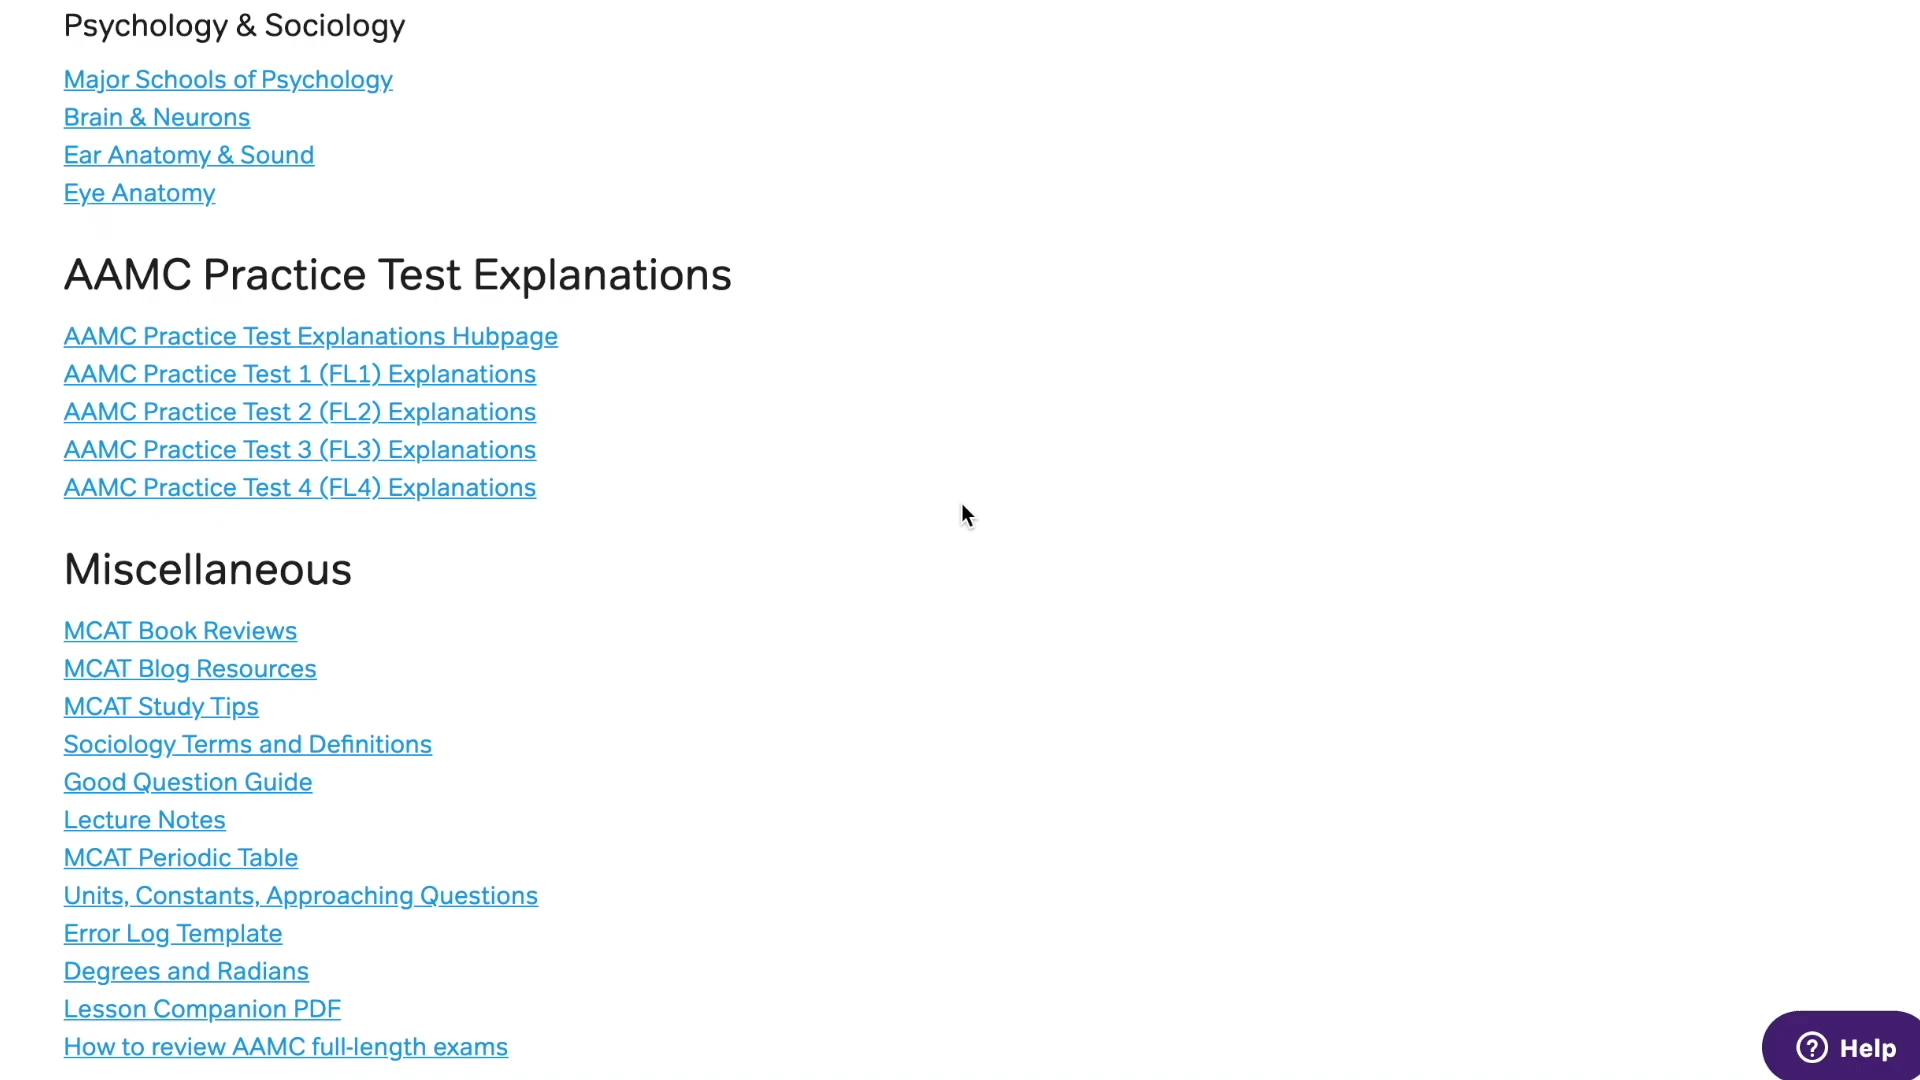 Psychology & Sociology
Major Schools of Psychology
Brain & Neurons
Ear Anatomy & Sound
Eye Anatomy
AAMC Practice Test Explanations
AAMC Practice Test Explanations Hubpage
AAMC Practice Test 1 (FL1) Explanations
AAMC Practice Test 2 (FL2) Explanations
AAMC Practice Test 3 (FL3) Explanations
AAMC Practice Test 4 (FL4) Explanations
Miscellaneous
MCAT Book Reviews
MCAT Blog Resources
MCAT Study Tips
Sociology Terms and Definitions
Good Question Guide
Lecture Notes
MCAT Periodic Table
Units, Constants, Approaching Questions
Error Log Template
Degrees and Radians
Lesson Companion PDF
How to review AAMC full-length exams
? Help